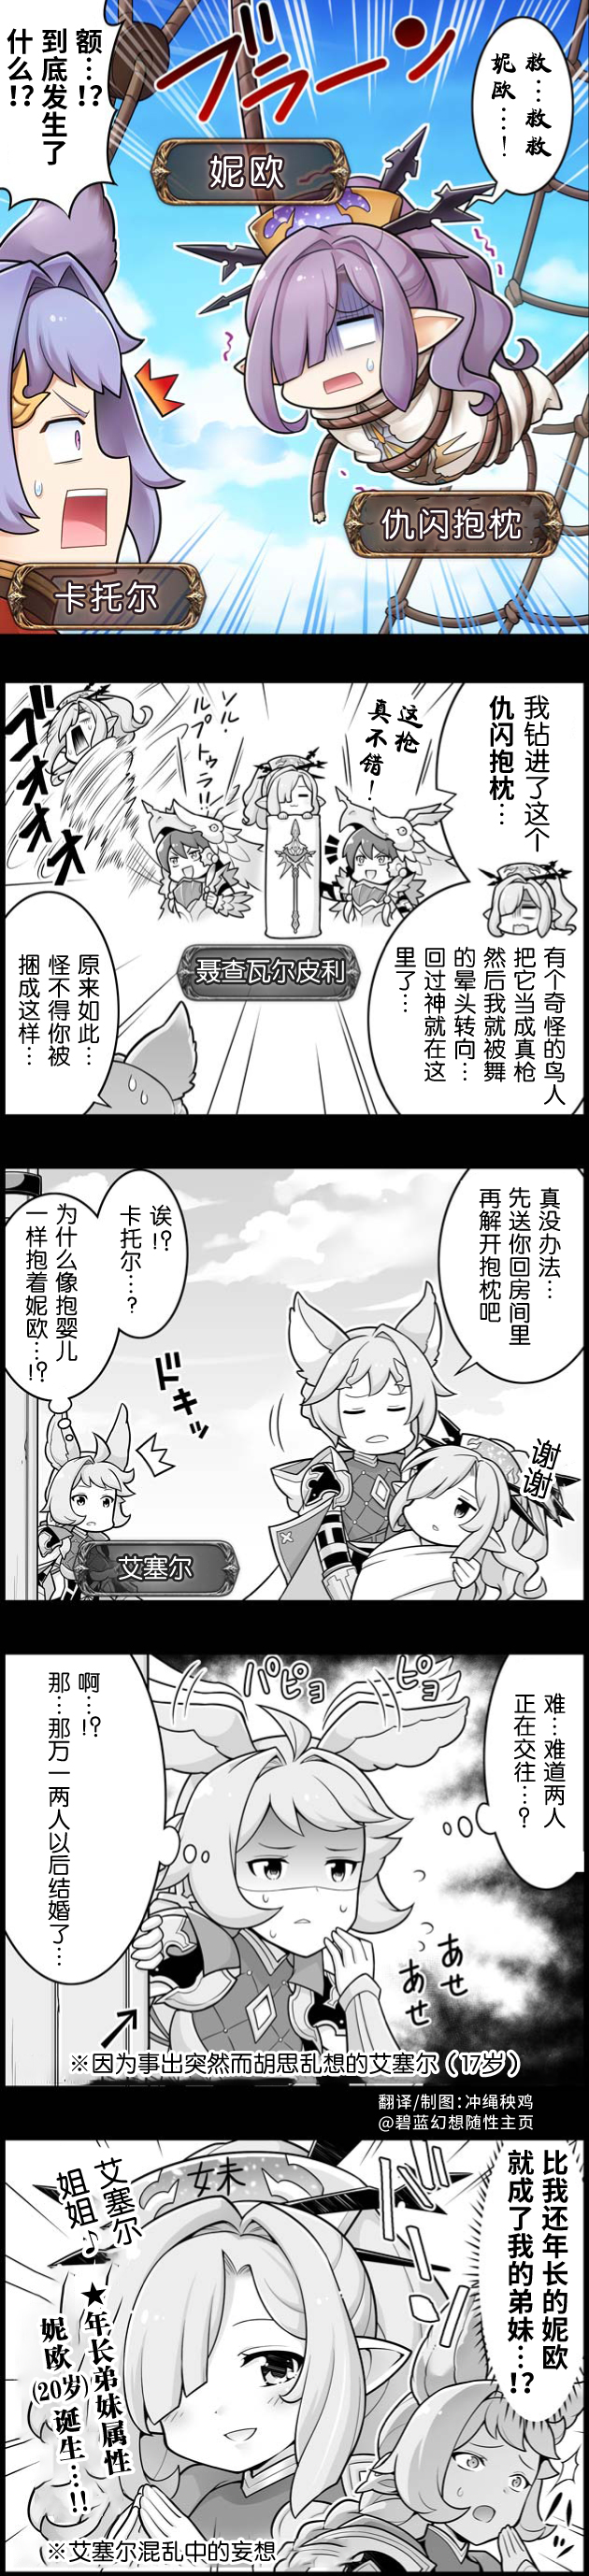 救…救救
妮欧…！
ブラーン
额…!?
到底发生了
什么!?
妮欧
仇闪抱枕
卡托尔
我钻进了这个
仇闪抱枕…
这枪
真不错！
ソル・
ルプトゥラ!!
ゴオオオッ
聂查瓦尔皮利
有个奇怪的鸟人
把它当成真枪
然后我就被舞
的晕头转向…
回过神就在这
里了…
原来如此…
怪不得你被
捆成这样…
真没办法…
先送你回房间里
再解开抱枕吧
诶!?
卡托尔…?
为什么像抱婴儿
一样抱着妮欧…!?
ドキッ
谢谢
艾塞尔
难…难道两人
正在交往…?
ピョ
パピョ
啊…!?
那…那万一两人以后结婚了…
あせ
あせ
※因为事出突然而胡思乱想的艾塞尔（17岁）
翻译/制图:冲绳秧鸡
@碧蓝幻想随性主页
比我还年长的妮欧
就成了我的弟妹…!?
妹
艾塞尔
姐姐♪
★年长弟妹属性
妮欧(20岁)诞生…!!
※艾塞尔混乱中的妄想